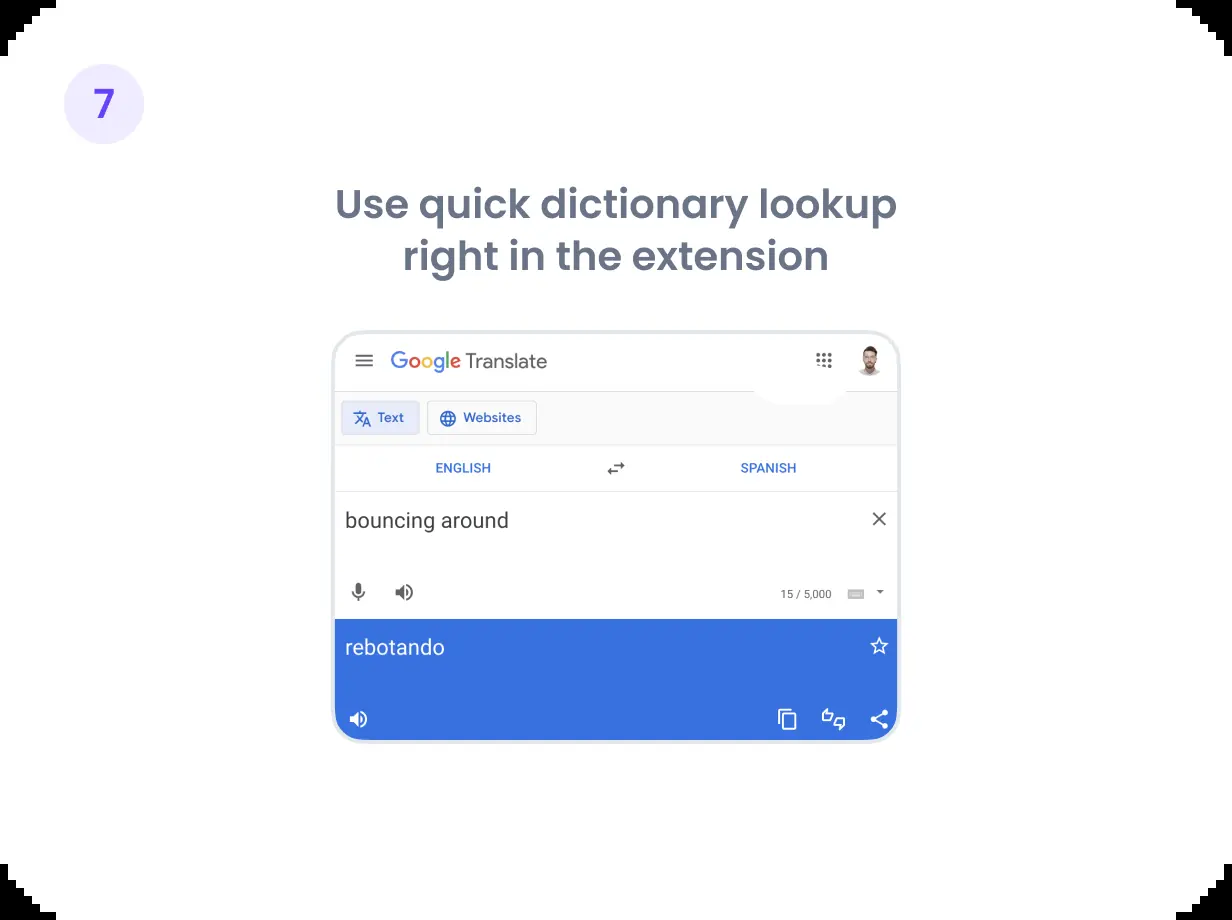 7
Use quick dictionary lookup
right in the extension
Google Translate
Text
Websites
ENGLISH
SPANISH
bouncing around
15 / 5,000
rebotando